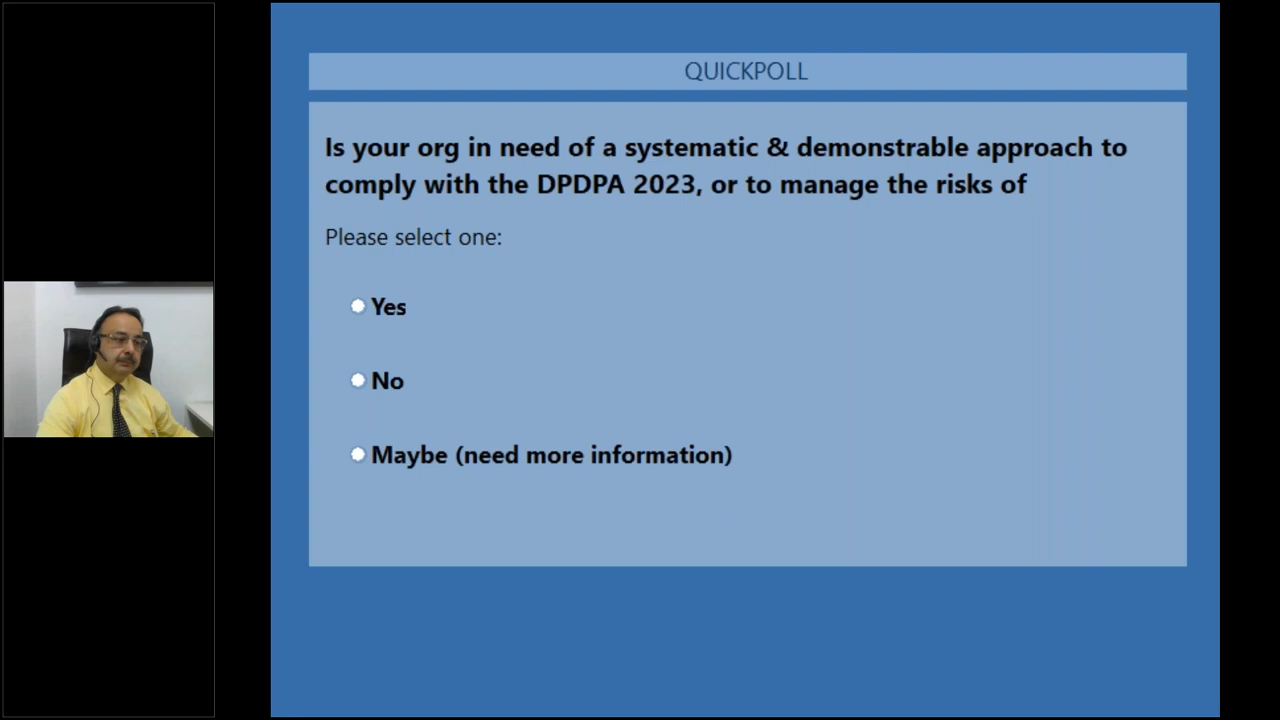 QUICKPOLL
Is your org in need of a systematic & demonstrable approach to
comply with the DPDPA 2023, or to manage the risks of
Please select one:
Yes
No
Maybe (need more information)